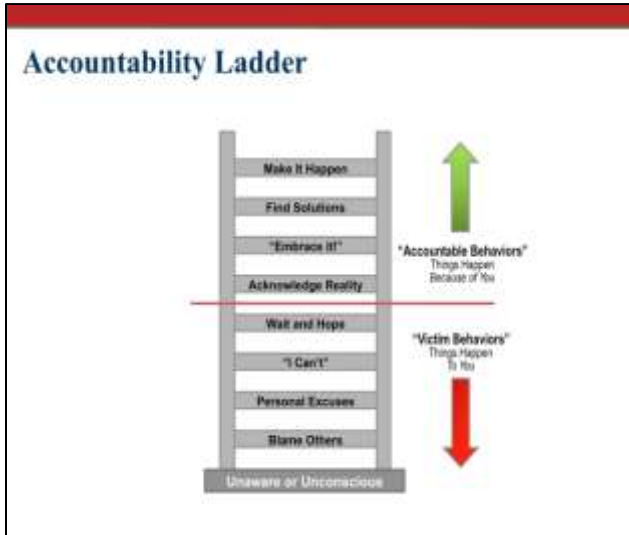 Accountability Ladder
Make It Happen
Find Solutions
"Embrace it!"
Acknowledge Reality
"Accountable Behaviors"
Things Happen
Because of You
Wait and Hope
"I Can't"
Personal Excuses
Blame Others
"Victim Behaviors"
Things Happen
To You
Unaware or Unconscious